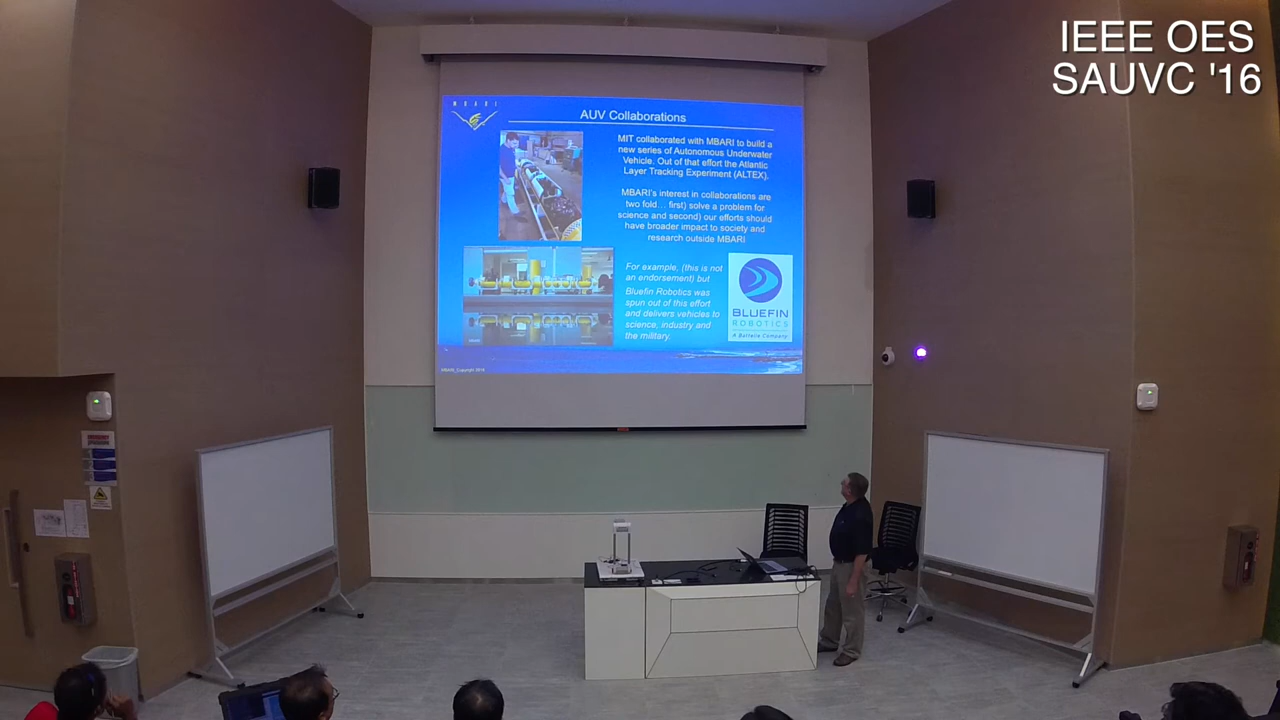 IEEE OES
SAUVC '16
MBARI
AUV Collaborations
MIT collaborated with MBARI to build a
new series of Autonomous Underwater
Vehicle. Out of that effort the Atlantic
Layer Tracking Experiment (ALTEX).
MBARI's interest in collaborations are
two fold... first) solve a problem for
science and second) our efforts should
have broader impact to society and
research outside MBARI
For example, (this is not
an endorsement) but
Bluefin Robotics was
spun out of this effort
and delivers vehicles to
science, industry and
the military.
BLUEFIN
ROBOTICS
A Battelle Company